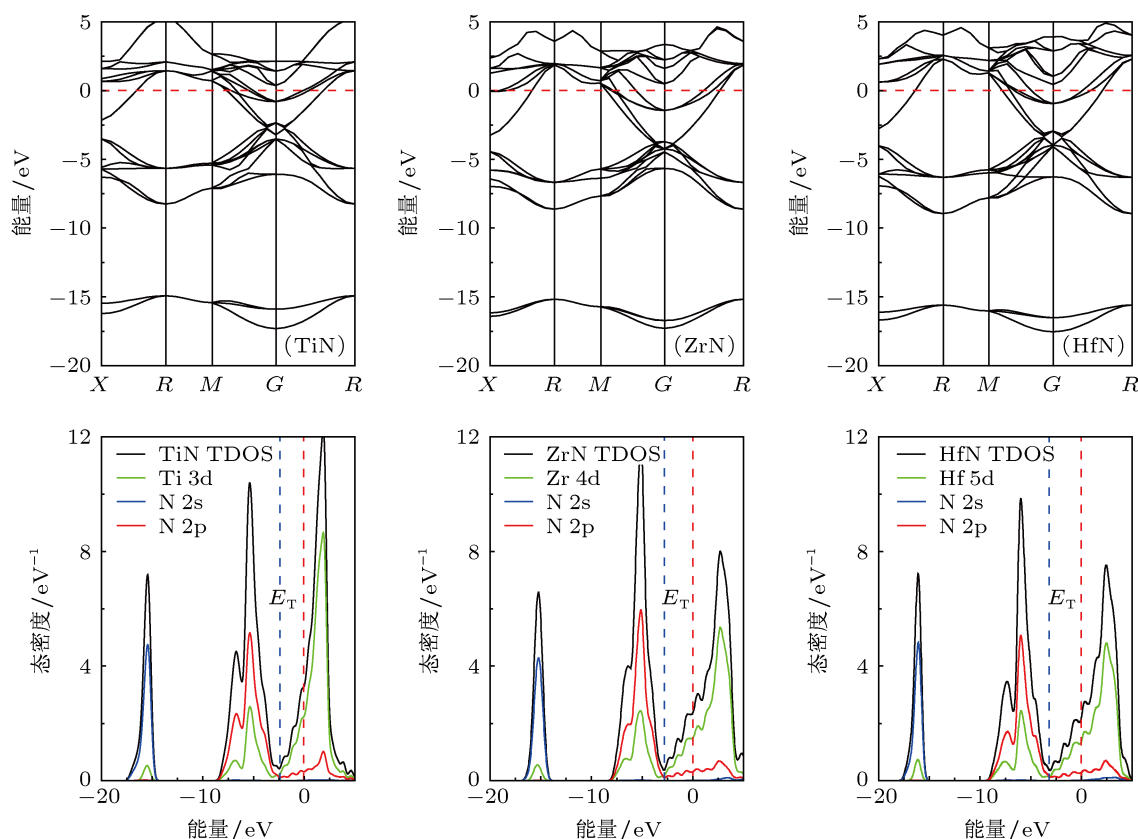 能量/eV
5
0
−5
−10
−15
−20
(TiN)
X R M G R
能量/eV
5
0
−5
−10
−15
−20
(ZrN)
X R M G R
能量/eV
5
0
−5
−10
−15
−20
(HfN)
X R M G R
态密度/eV⁻¹
12
8
4
0
TiN TDOS
Ti 3d
N 2s
N 2p
E_T
−20 −10 0
能量/eV
态密度/eV⁻¹
12
8
4
0
ZrN TDOS
Zr 4d
N 2s
N 2p
E_T
−20 −10 0
能量/eV
态密度/eV⁻¹
12
8
4
0
HfN TDOS
Hf 5d
N 2s
N 2p
E_T
−20 −10 0
能量/eV